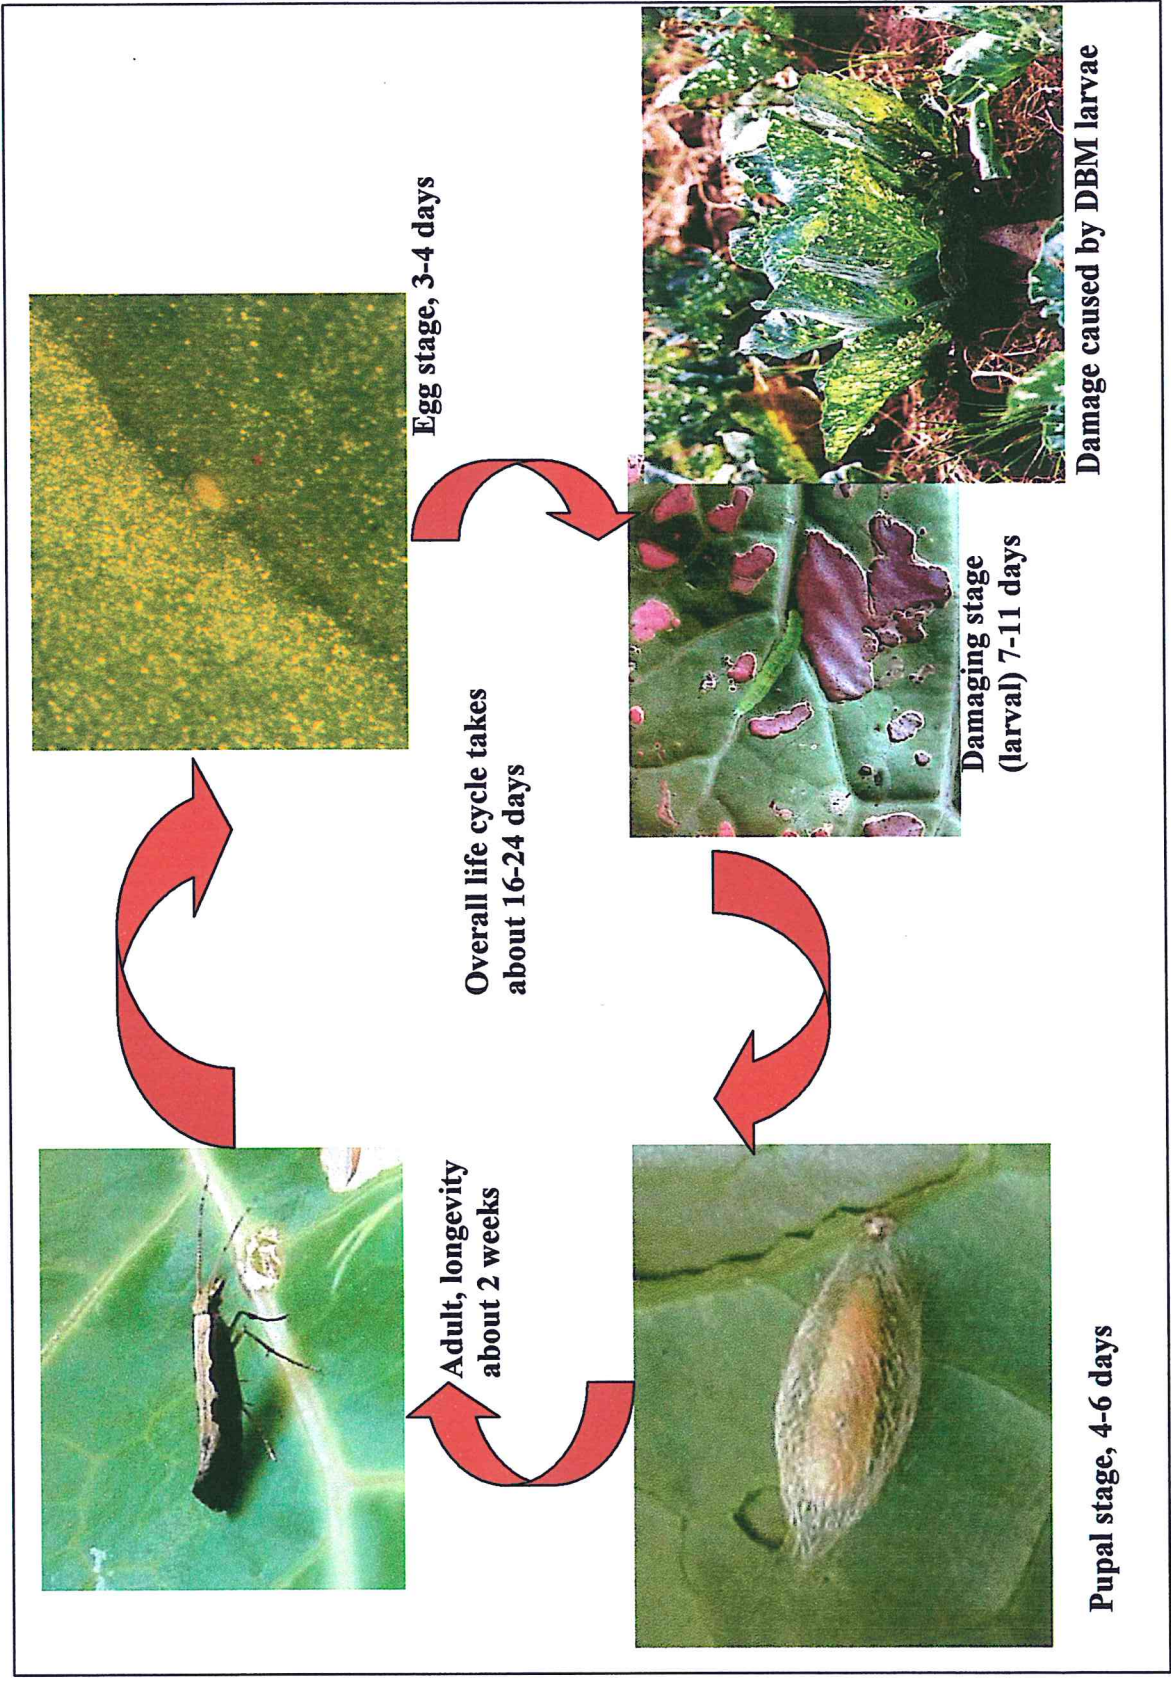 Adult, longevity
about 2 weeks
Egg stage, 3-4 days
Overall life cycle takes
about 16-24 days
Damaging stage
(larval) 7-11 days
Damage caused by DBM larvae
Pupal stage, 4-6 days